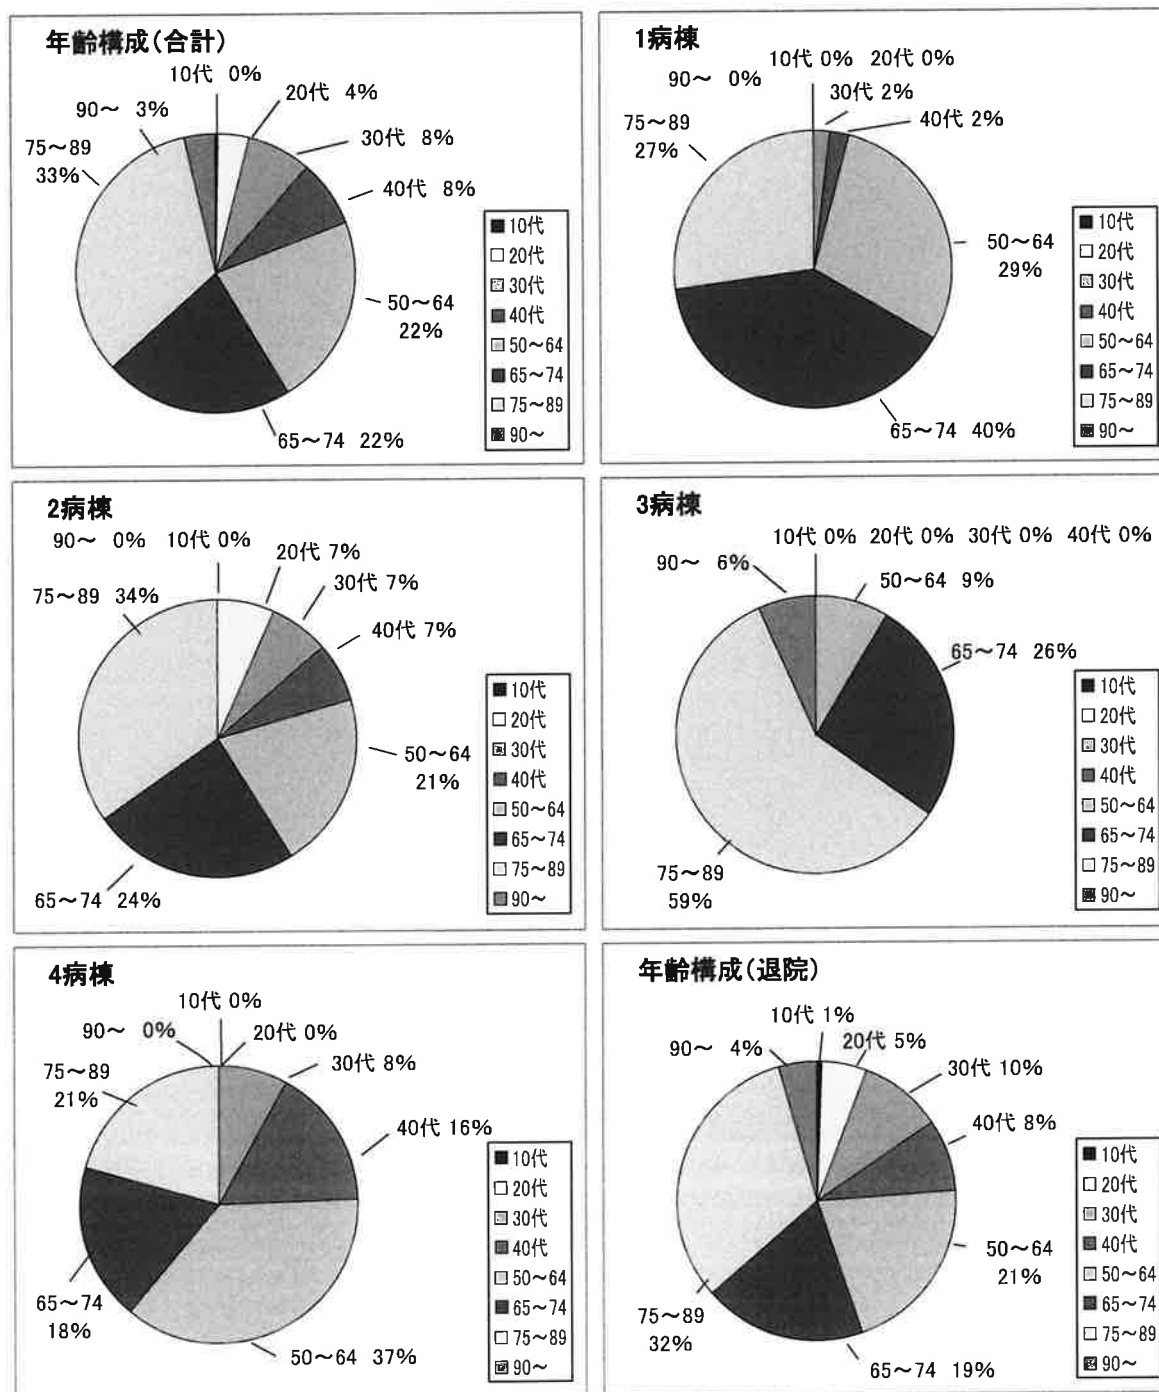 年齢構成(合計)
10代 0%
20代 4%
90~ 3%
30代 8%
75~89
33%
40代 8%
50~64
22%
65~74 22%
10代
20代
30代
40代
50~64
65~74
75~89
90~
1病棟
10代 0% 20代 0%
90~ 0%
30代 2%
40代 2%
75~89
27%
50~64
29%
65~74 40%
10代
20代
30代
40代
50~64
65~74
75~89
90~
2病棟
90~ 0% 10代 0%
20代 7%
30代 7%
75~89 34%
40代 7%
50~64
21%
65~74 24%
10代
20代
30代
40代
50~64
65~74
75~89
90~
3病棟
10代 0% 20代 0% 30代 0% 40代 0%
90~ 6%
50~64 9%
65~74 26%
75~89
59%
10代
20代
30代
40代
50~64
65~74
75~89
90~
4病棟
10代 0%
90~ 0%
20代 0%
30代 8%
75~89
21%
40代 16%
65~74
18%
50~64 37%
10代
20代
30代
40代
50~64
65~74
75~89
90~
年齢構成(退院)
10代 1%
20代 5%
90~ 4%
30代 10%
40代 8%
50~64
21%
75~89
32%
65~74 19%
10代
20代
30代
40代
50~64
65~74
75~89
90~